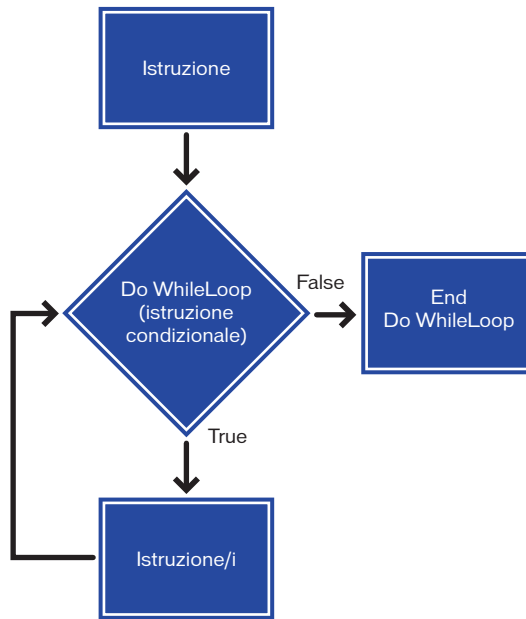 Istruzione
Do WhileLoop
(istruzione
condizionale)
False
End
Do WhileLoop
True
Istruzione/i